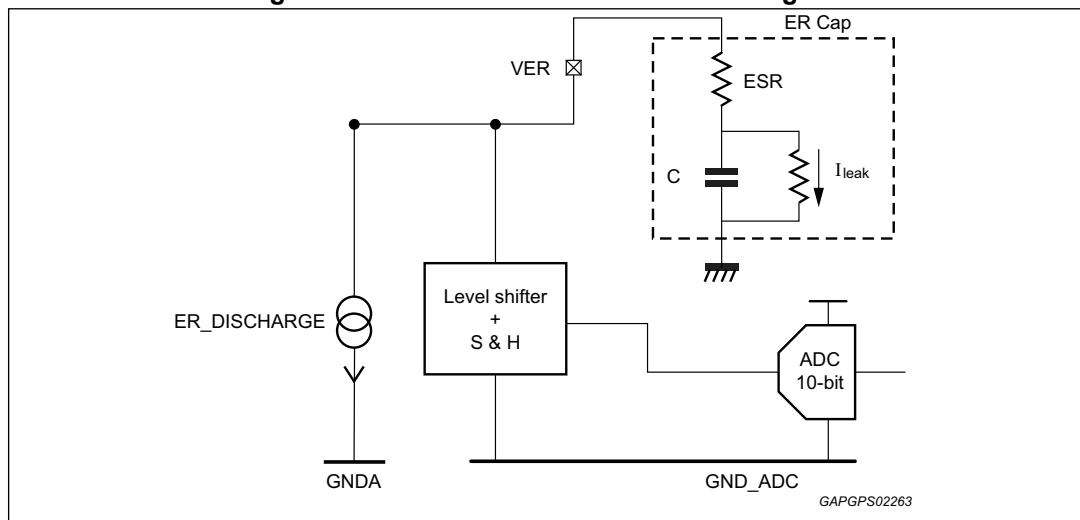 ER Cap
VER
ESR
C
Ileak
ER_DISCHARGE
Level shifter
+
S & H
ADC
10-bit
GNDA
GND_ADC
GAPGPS02263